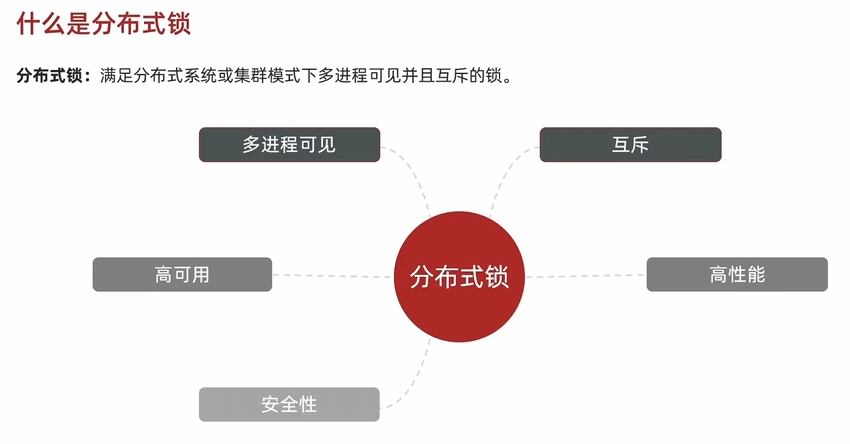 什么是分布式锁
分布式锁：满足分布式系统或集群模式下多进程可见并且互斥的锁。
多进程可见
互斥
高可用
分布式锁
高性能
安全性